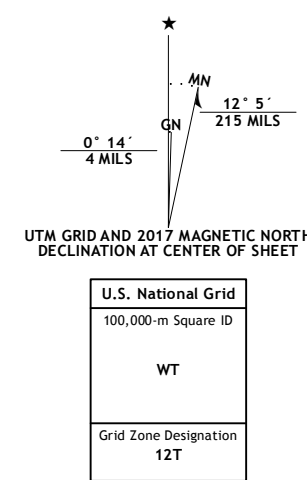 ★
MN
12° 5´
215 MILS
GN
0° 14´
4 MILS
UTM GRID AND 2017 MAGNETIC NORTH
DECLINATION AT CENTER OF SHEET
U.S. National Grid
100,000-m Square ID
WT
Grid Zone Designation
12T